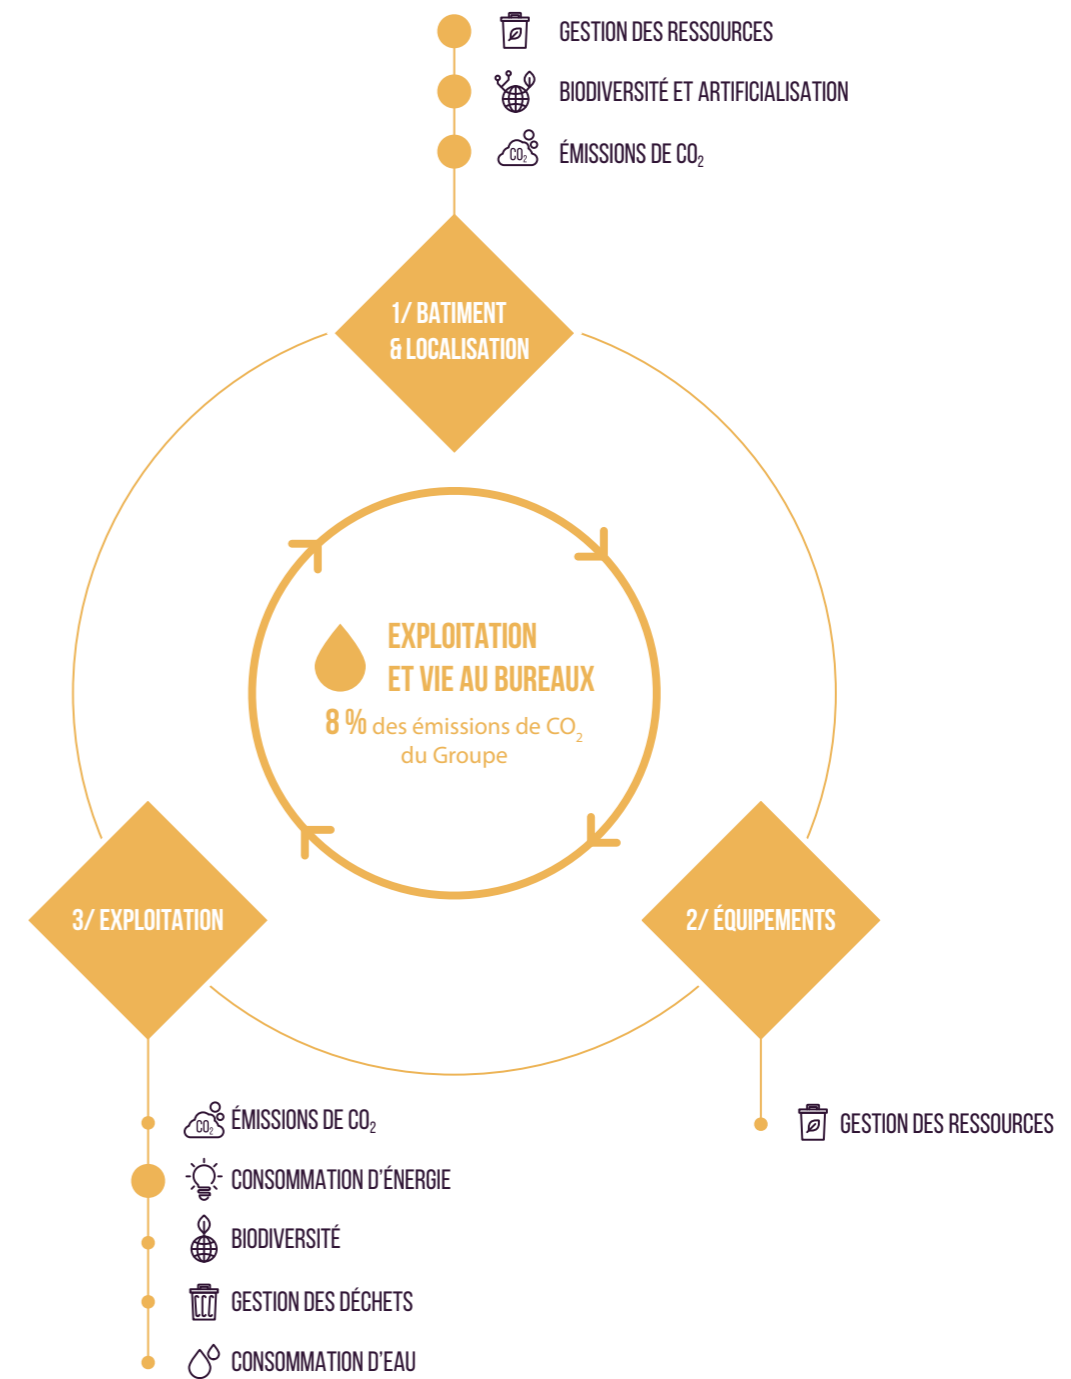 GESTION DES RESSOURCES
BIODIVERSITÉ ET ARTIFICIALISATION
CO₂
ÉMISSIONS DE CO₂
1/ BATIMENT
& LOCALISATION
EXPLOITATION
ET VIE AU BUREAUX
8 % des émissions de CO₂
du Groupe
3/ EXPLOITATION
2/ ÉQUIPEMENTS
CO₂
ÉMISSIONS DE CO₂
GESTION DES RESSOURCES
CONSOMMATION D’ÉNERGIE
BIODIVERSITÉ
GESTION DES DÉCHETS
CONSOMMATION D’EAU